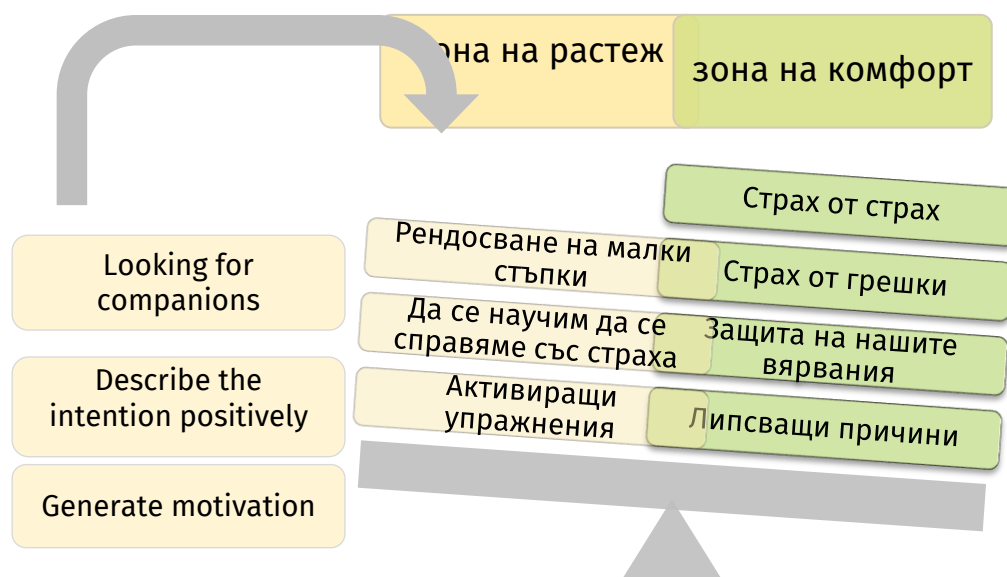 она на растеж
зона на комфорт
Страх от страх
Рендосване на малки
стъпки
Страх от грешки
Да се научим да се
справяме със страха
Защита на нашите
вярвания
Активиращи
упражнения
Липсващи причини
Looking for
companions
Describe the
intention positively
Generate motivation